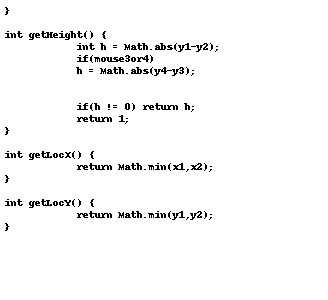 }
int getHeight() {
int h = Math.abs(y1-y2);
if(mouse3or4)
h = Math.abs(y4-y3);
if(h != 0) return h;
return 1;
}
int getLocX() {
return Math.min(x1,x2);
}
int getLocY() {
return Math.min(y1,y2);
}